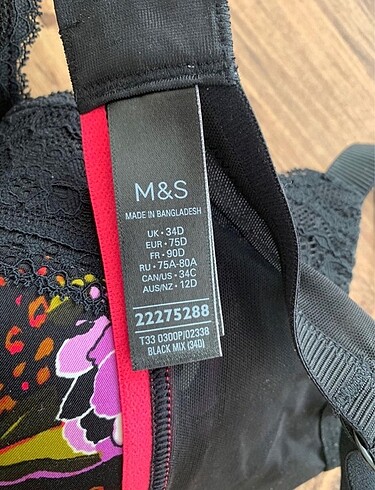 M&S
MADE IN BANGLADESH
UK • 34D
EUR • 75D
FR • 90D
RU • 75A-80A
CAN/US • 34C
AUS/NZ • 12D
22275288
T33 0300P|02338
BLACK MIX (34D)